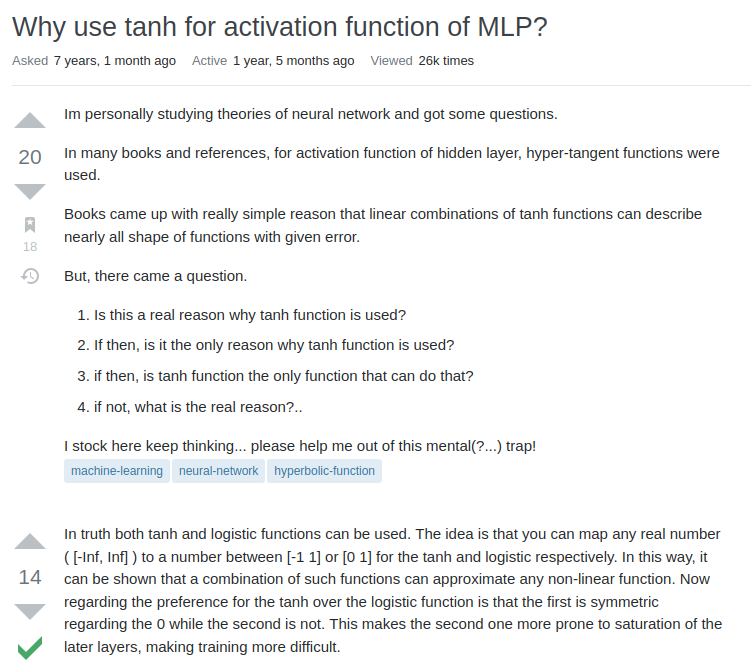 Why use tanh for activation function of MLP?
Asked 7 years, 1 month ago Active 1 year, 5 months ago Viewed 26k times
Im personally studying theories of neural network and got some questions.
20
In many books and references, for activation function of hidden layer, hyper-tangent functions were
used.
Books came up with really simple reason that linear combinations of tanh functions can describe
18
nearly all shape of functions with given error.
But, there came a question.
1. Is this a real reason why tanh function is used?
2. If then, is it the only reason why tanh function is used?
3. if then, is tanh function the only function that can do that?
4. if not, what is the real reason?..
I stock here keep thinking... please help me out of this mental(?...) trap!
machine-learning neural-network hyperbolic-function
In truth both tanh and logistic functions can be used. The idea is that you can map any real number
( [-Inf, Inf] ) to a number between [-1 1] or [0 1] for the tanh and logistic respectively. In this way, it
14
can be shown that a combination of such functions can approximate any non-linear function. Now
regarding the preference for the tanh over the logistic function is that the first is symmetric
regarding the 0 while the second is not. This makes the second one more prone to saturation of the
later layers, making training more difficult.